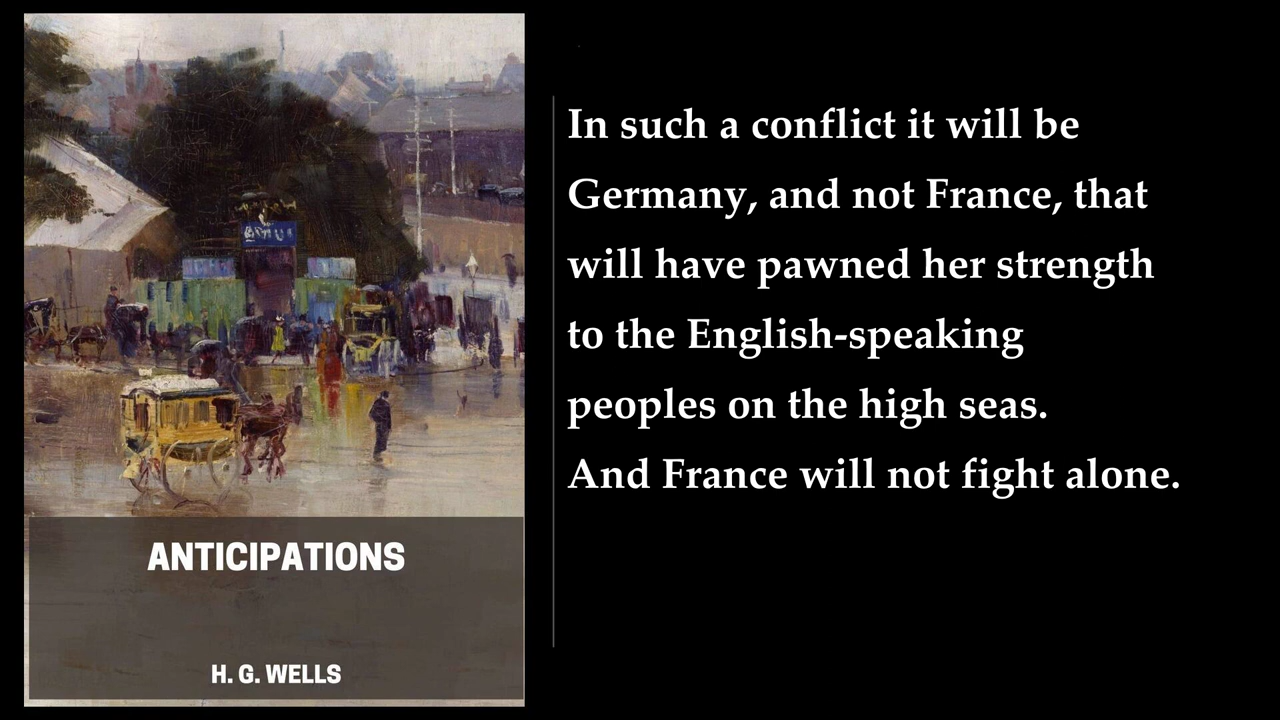 In such a conflict it will be
Germany, and not France, that
will have pawned her strength
to the English-speaking
peoples on the high seas.
And France will not fight alone.
ANTICIPATIONS
H. G. WELLS